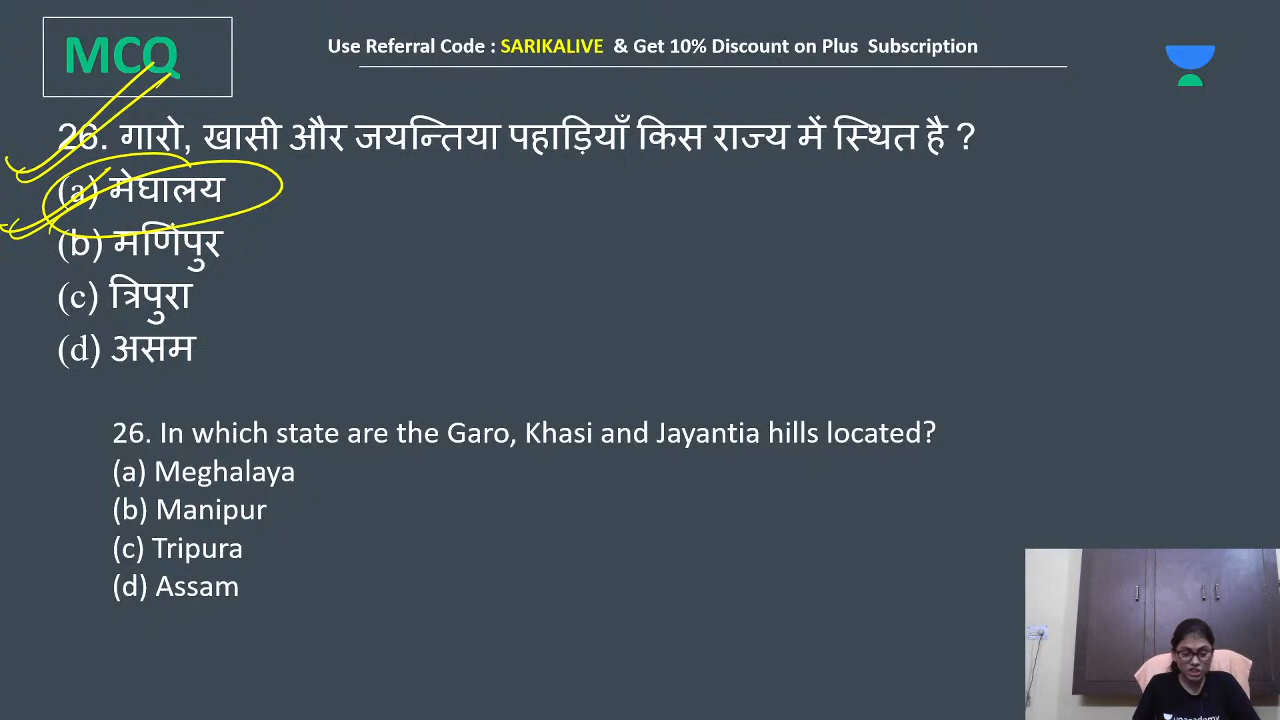 MCQ
Use Referral Code : SARIKALIVE & Get 10% Discount on Plus Subscription
26. गारो, खासी और जयन्तिया पहाड़ियाँ किस राज्य में स्थित है ?
(a) मेघालय
(b) मणिपुर
(c) त्रिपुरा
(d) असम
26. In which state are the Garo, Khasi and Jayantia hills located?
(a) Meghalaya
(b) Manipur
(c) Tripura
(d) Assam
unacademy